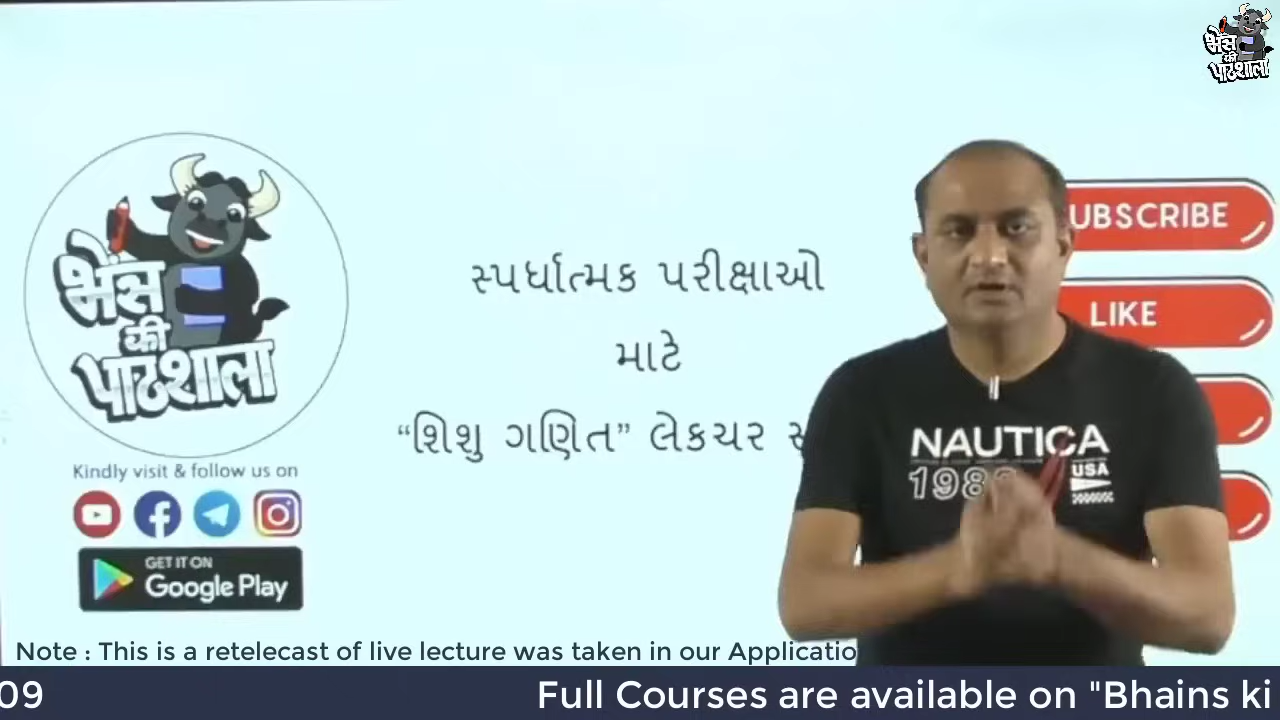 भैंस
की
पाठशाला
भैंस
की
पाठशाला
Kindly visit & follow us on
GET IT ON
Google Play
સ્પર્ધાત્મક પરીક્ષાઓ
માટે
“શિશુ ગણિત” લેકચર
UBSCRIBE
LIKE
NAUTICA
198
USA
Note : This is a retelecast of live lecture was taken in our Applicatio
09
Full Courses are available on "Bhains ki